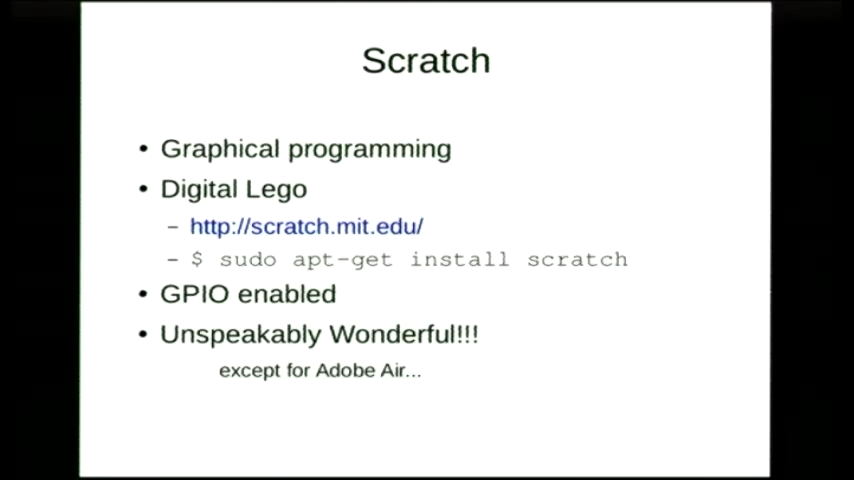 Scratch
• Graphical programming
• Digital Lego
– http://scratch.mit.edu/
– $ sudo apt-get install scratch
• GPIO enabled
• Unspeakably Wonderful!!!
except for Adobe Air...